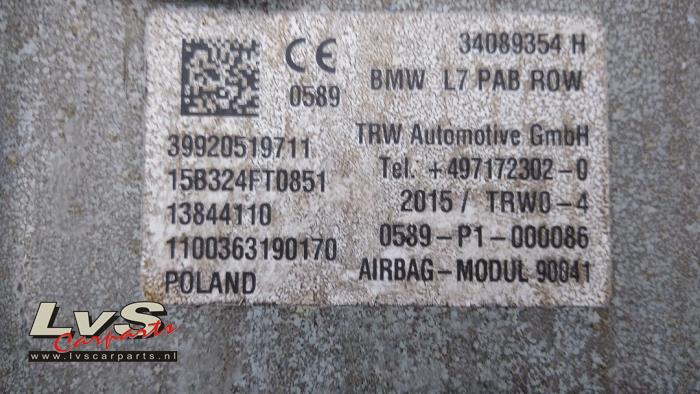 34089354 H
CE
0589
BMW L7 PAB ROW
39920519711
15B324FT0851
13844110
1100363190170
POLAND
TRW Automotive GmbH
Tel. +497172302-0
2015 / TRW0-4
0589-P1-000086
AIRBAG-MODUL 90041
LvS
Carparts
www.lvscarparts.nl